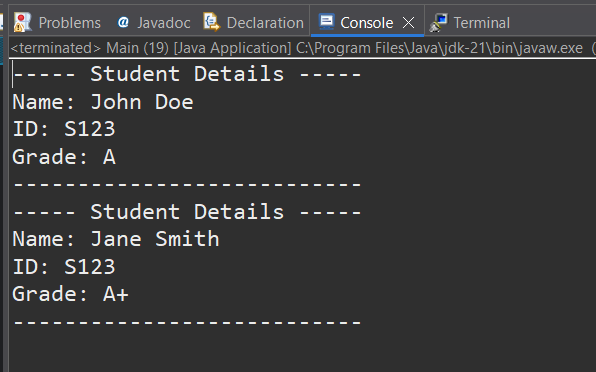 Problems @ Javadoc Declaration Console Terminal
<terminated> Main (19) [Java Application] C:\Program Files\Java\jdk-21\bin\javaw.exe (
----- Student Details -----
Name: John Doe
ID: S123
Grade: A
---------------------------
----- Student Details -----
Name: Jane Smith
ID: S123
Grade: A+
---------------------------